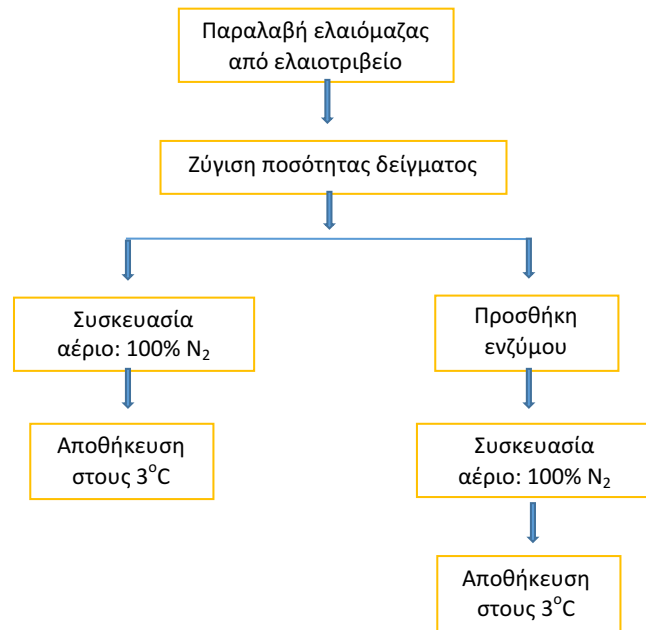 Παραλαβή ελαιόμαζας
από ελαιοτριβείο
Ζύγιση ποσότητας δείγματος
Συσκευασία
αέριο: 100% N₂
Αποθήκευση
στους 3°C
Προσθήκη
ενζύμου
Συσκευασία
αέριο: 100% N₂
Αποθήκευση
στους 3°C